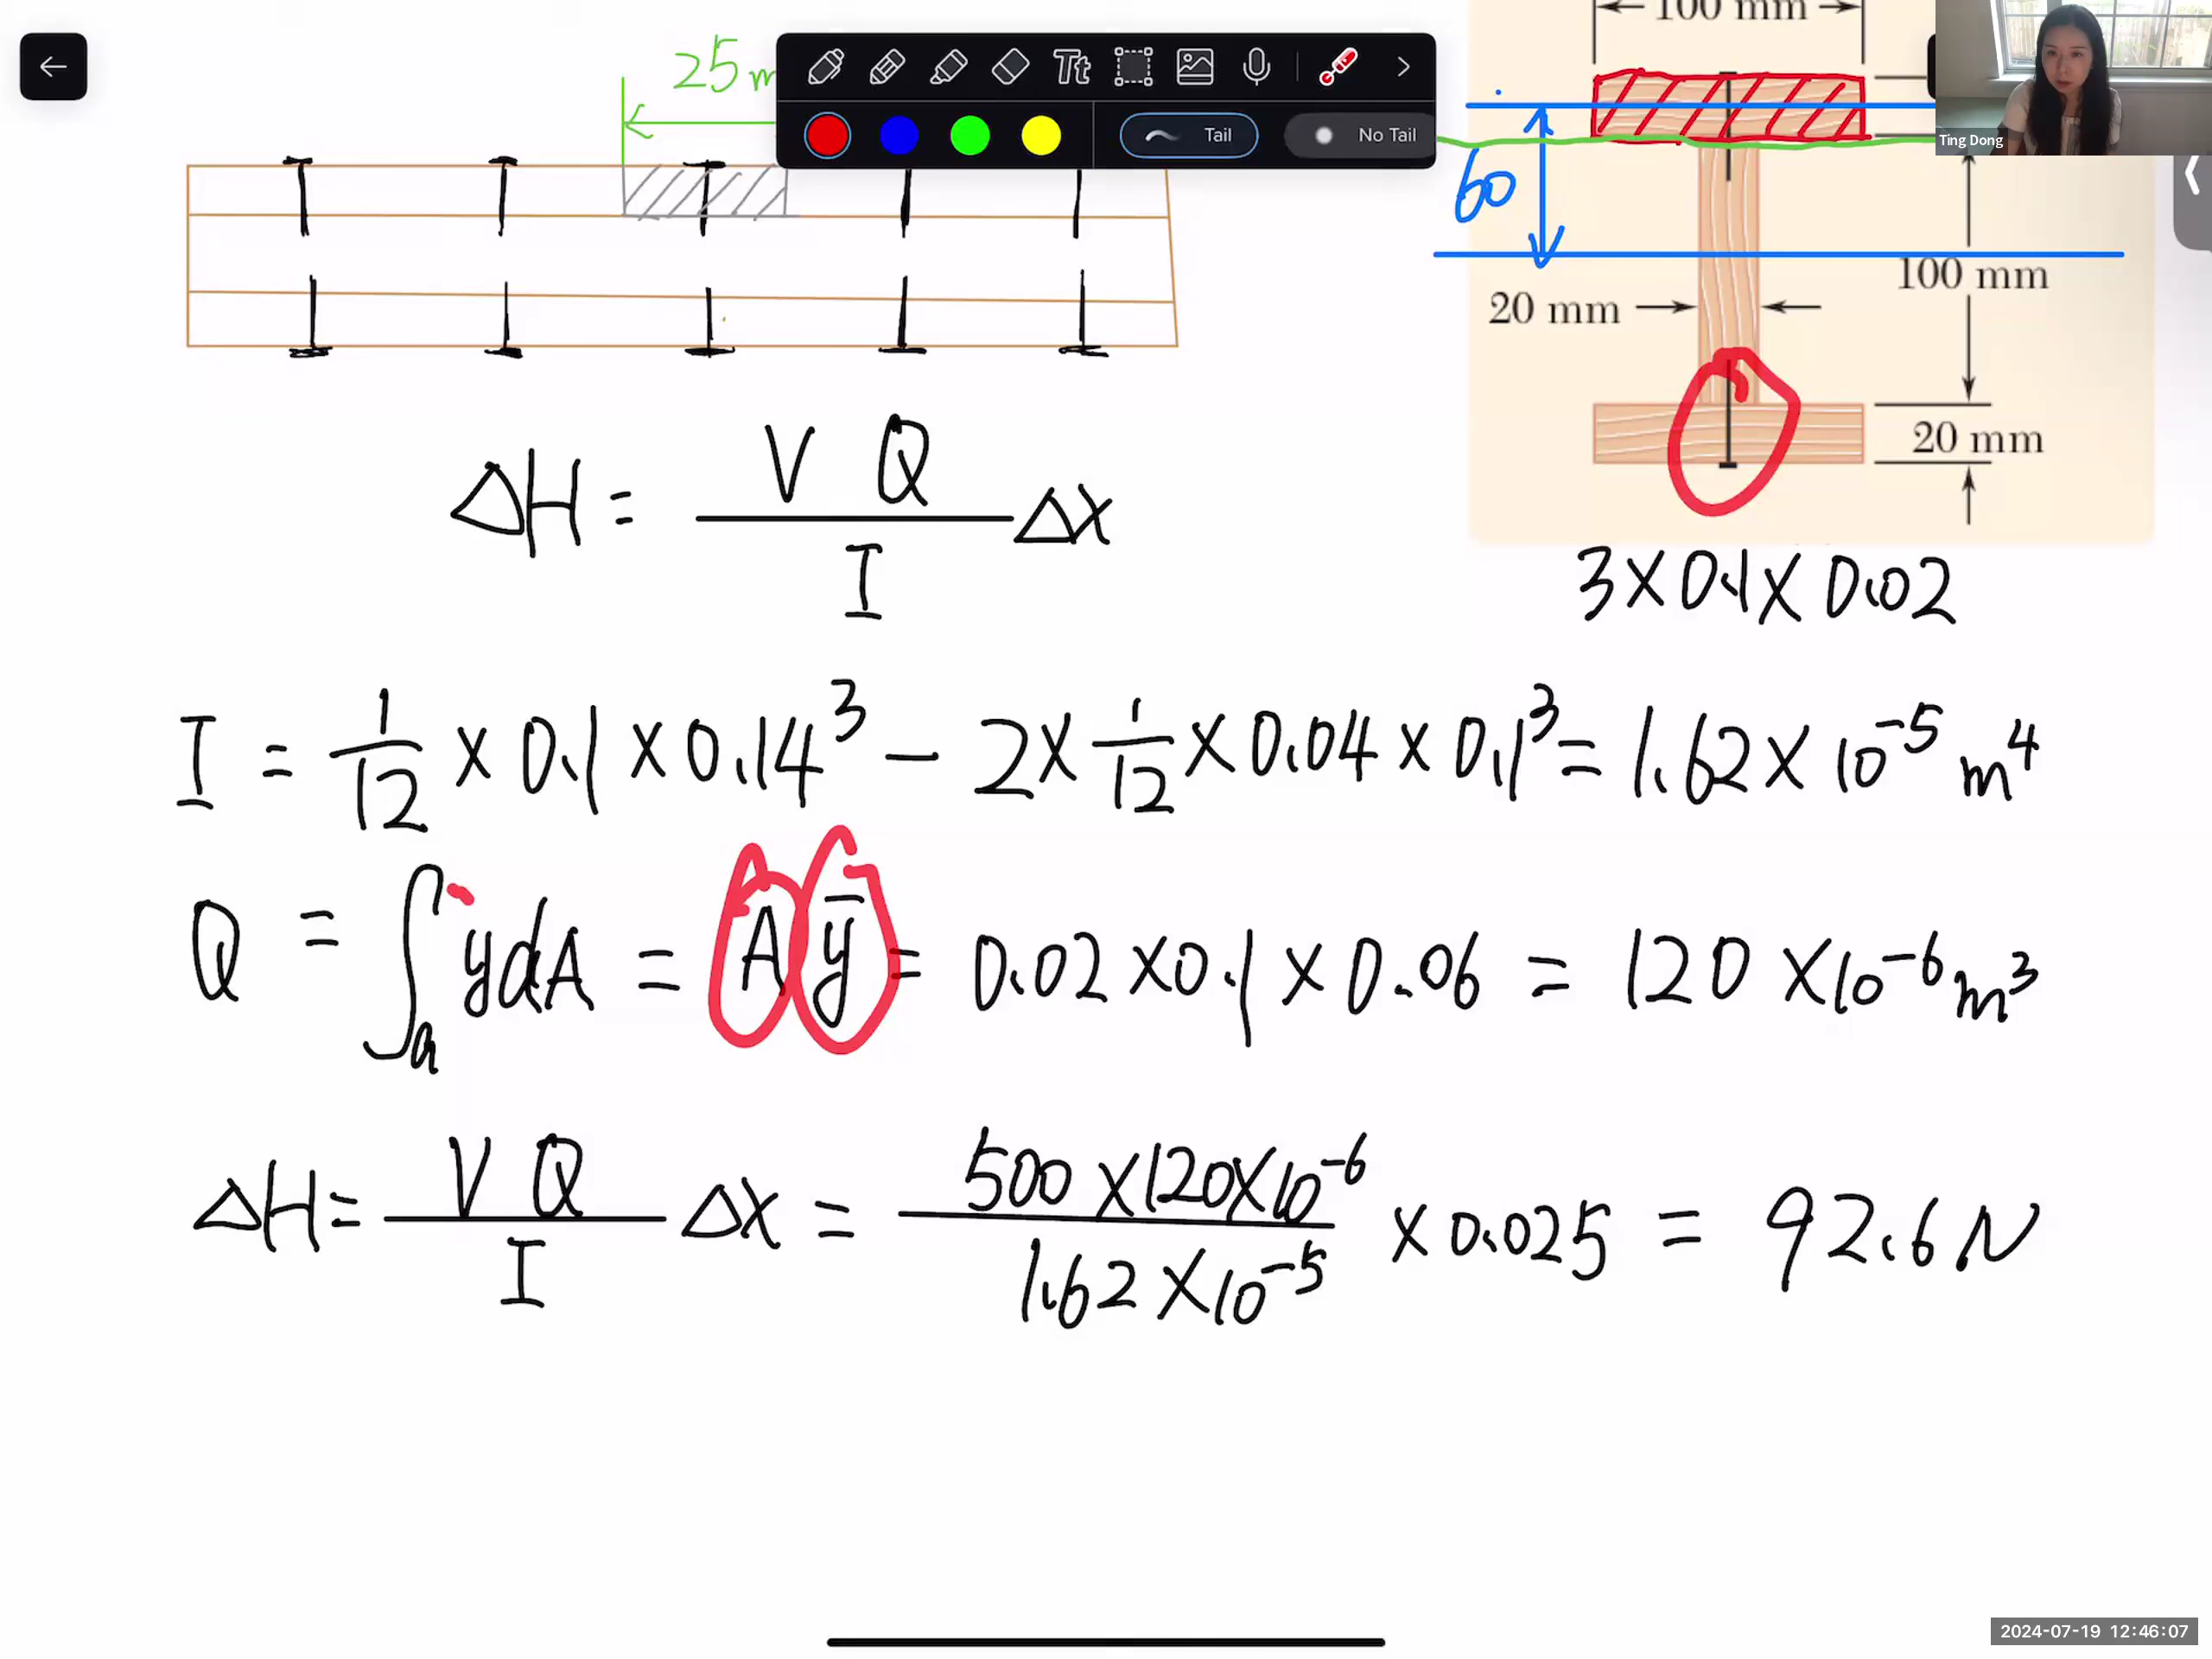 100 mm
25 m
Tt
Tail
No Tail
Ting Dong
60
100 mm
20 mm
20 mm
ΔH = V Q / I Δx
3 × 0.1 × 0.02
I = 1/12 × 0.1 × 0.14³ − 2 × 1/12 × 0.04 × 0.1³ = 1.62 × 10⁻⁵ m⁴
Q = ∫a y dA = A ȳ = 0.02 × 0.1 × 0.06 = 120 × 10⁻⁶ m³
ΔH = V Q / I Δx = 500 × 120 × 10⁻⁶ / 1.62 × 10⁻⁵ × 0.025 = 92.6 N
2024-07-19 12:46:07